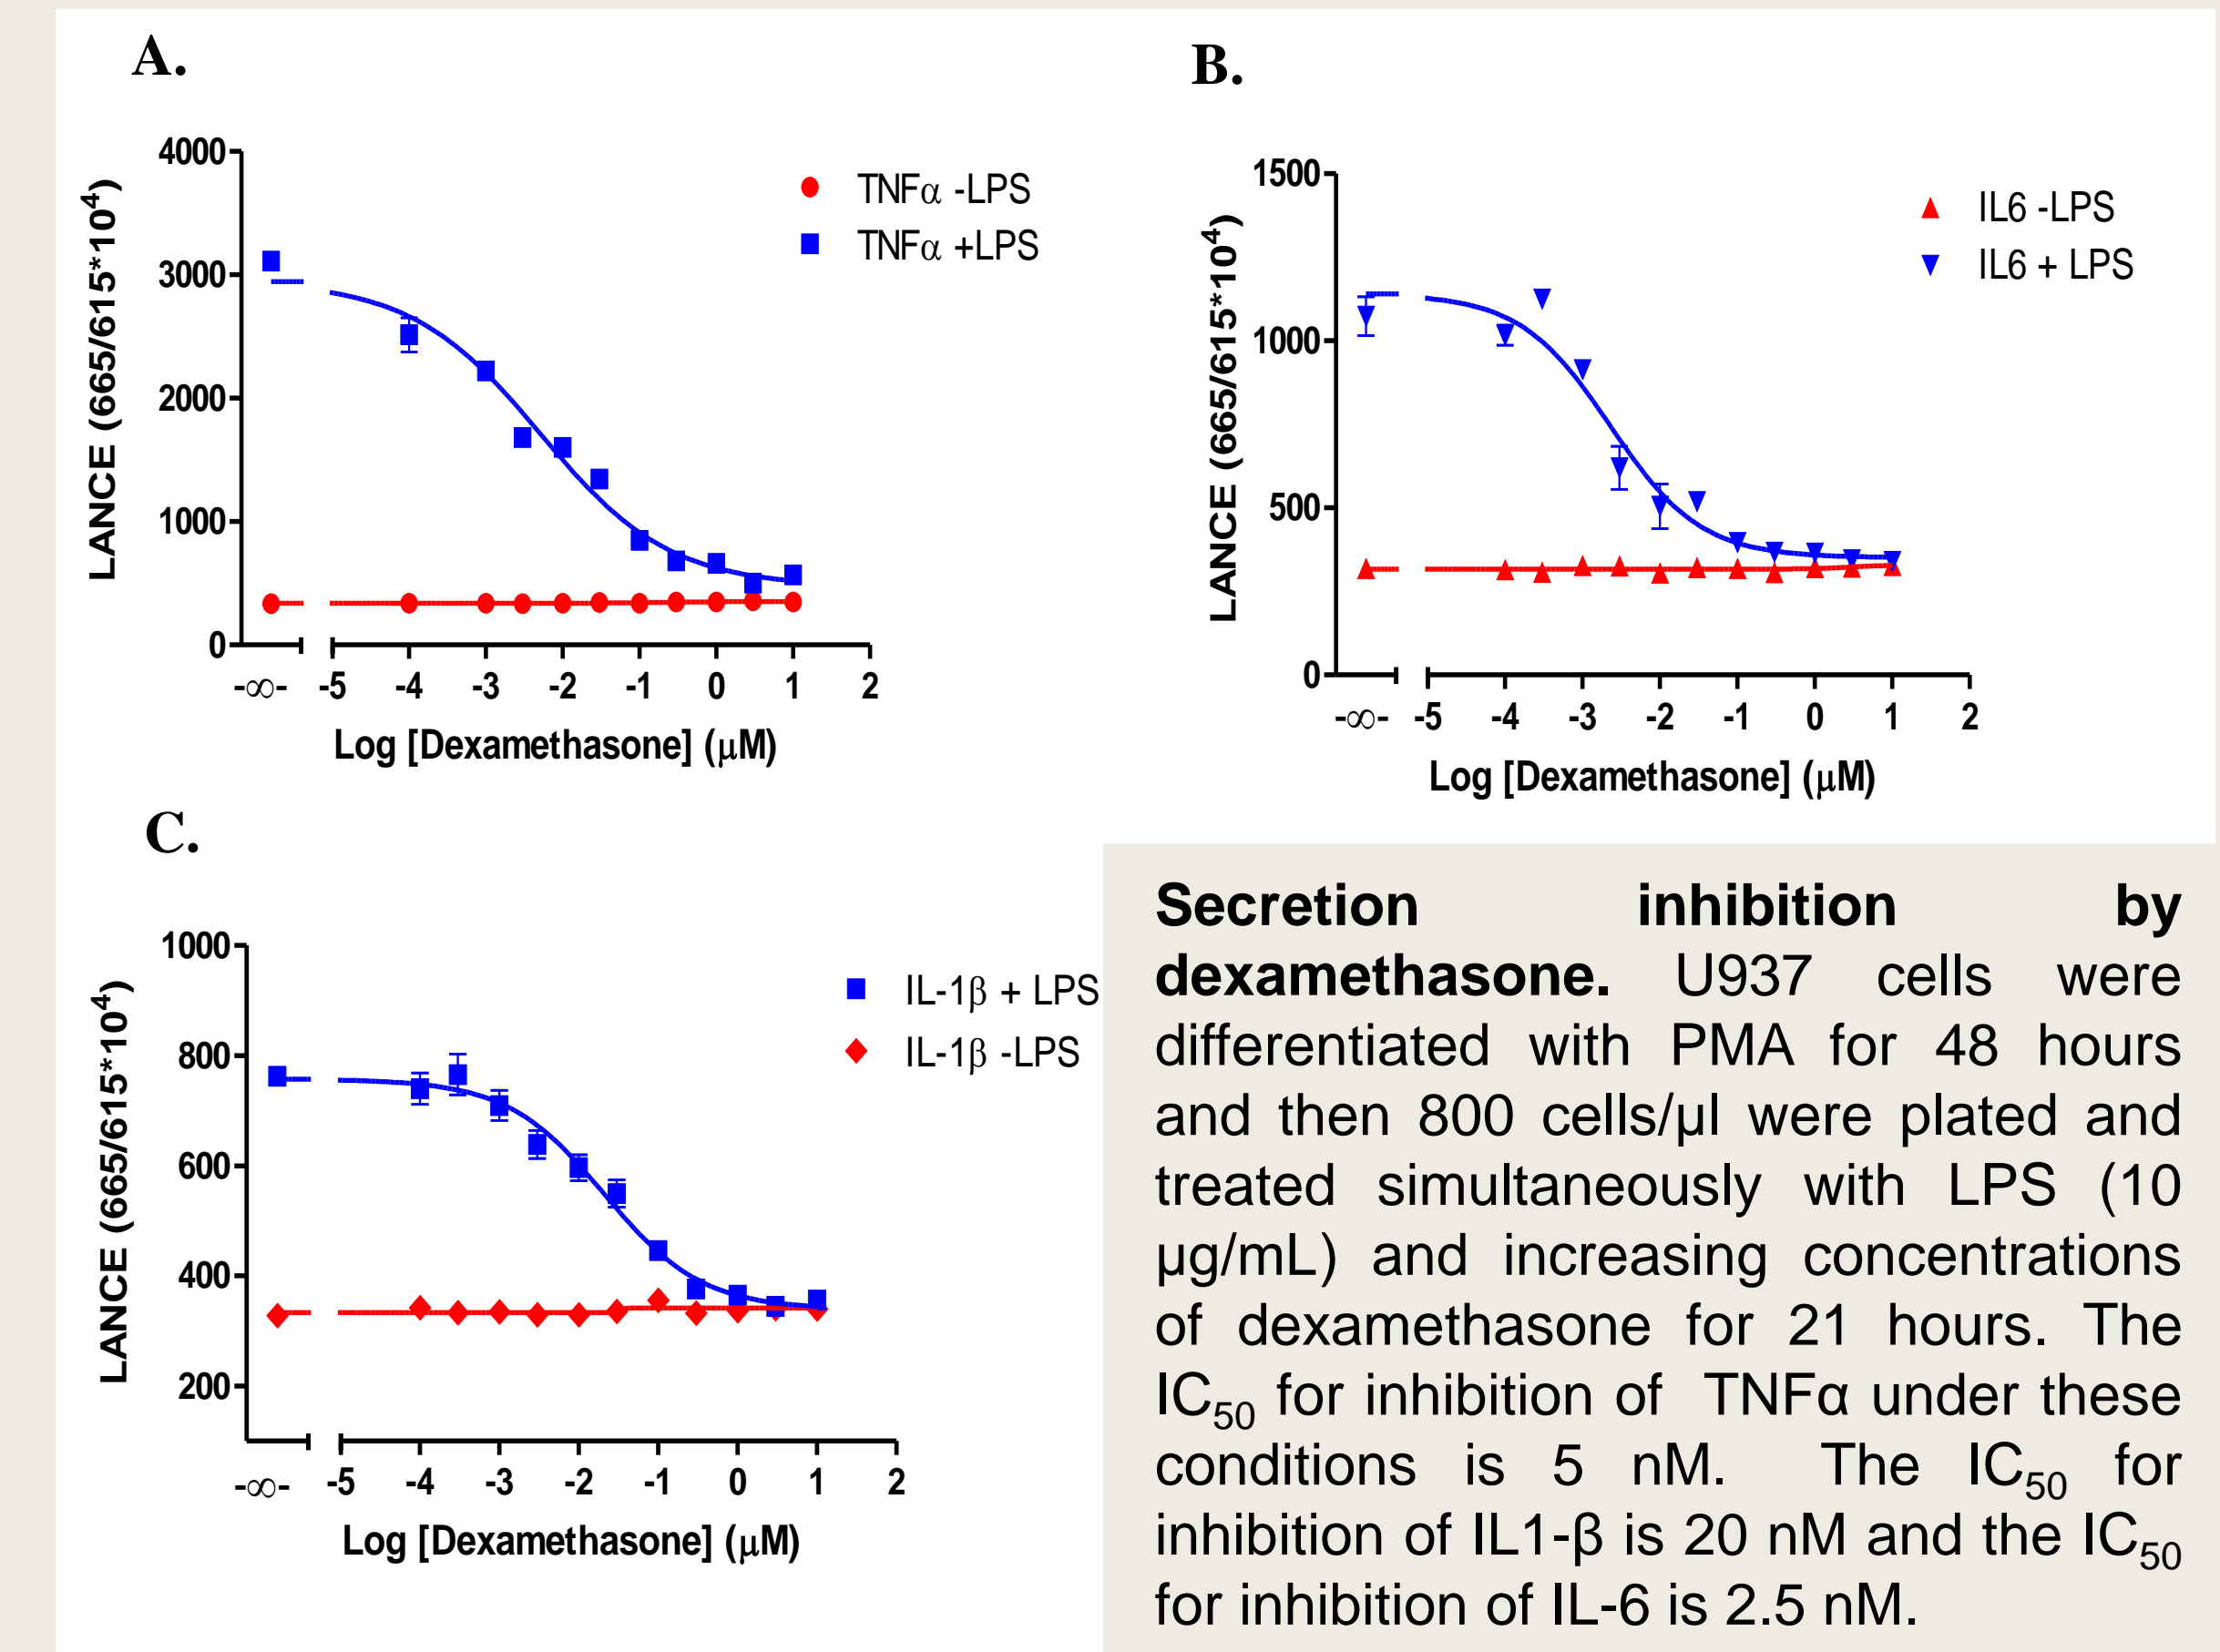 A.
4000
3000
2000
1000
0
-∞- -5 -4 -3 -2 -1 0 1 2
LANCE (665/615*10⁴)
Log [Dexamethasone] (μM)
TNFα -LPS
TNFα +LPS
B.
1500
1000
500
0
-∞- -5 -4 -3 -2 -1 0 1 2
LANCE (665/615*10⁴)
Log [Dexamethasone] (μM)
IL6 -LPS
IL6 + LPS
C.
1000
800
600
400
200
-∞- -5 -4 -3 -2 -1 0 1 2
LANCE (665/615*10⁴)
Log [Dexamethasone] (μM)
IL-1β + LPS
IL-1β -LPS
Secretion inhibition by
dexamethasone. U937 cells were
differentiated with PMA for 48 hours
and then 800 cells/µl were plated and
treated simultaneously with LPS (10
µg/mL) and increasing concentrations
of dexamethasone for 21 hours. The
IC₅₀ for inhibition of TNFα under these
conditions is 5 nM. The IC₅₀ for
inhibition of IL1-β is 20 nM and the IC₅₀
for inhibition of IL-6 is 2.5 nM.